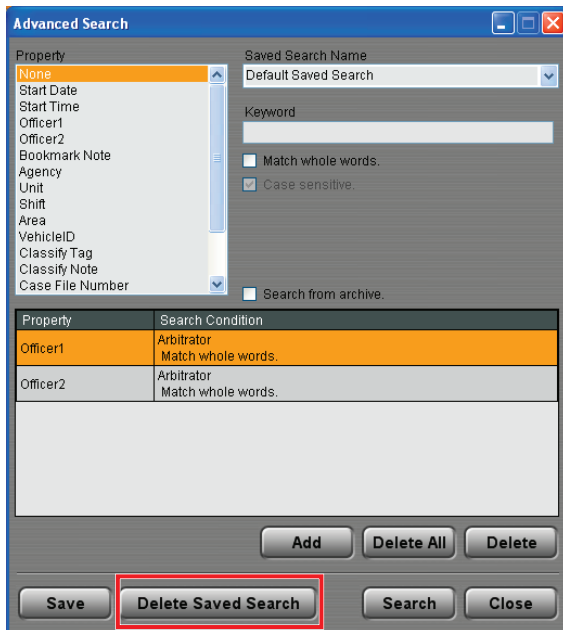 Advanced Search
Property
None
Start Date
Start Time
Officer1
Officer2
Bookmark Note
Agency
Unit
Shift
Area
VehicleID
Classify Tag
Classify Note
Case File Number
Saved Search Name
Default Saved Search
Keyword
Match whole words.
Case sensitive.
Search from archive.
Property Search Condition
Officer1 Arbitrator
Match whole words.
Officer2 Arbitrator
Match whole words.
Add Delete All Delete
Save Delete Saved Search Search Close